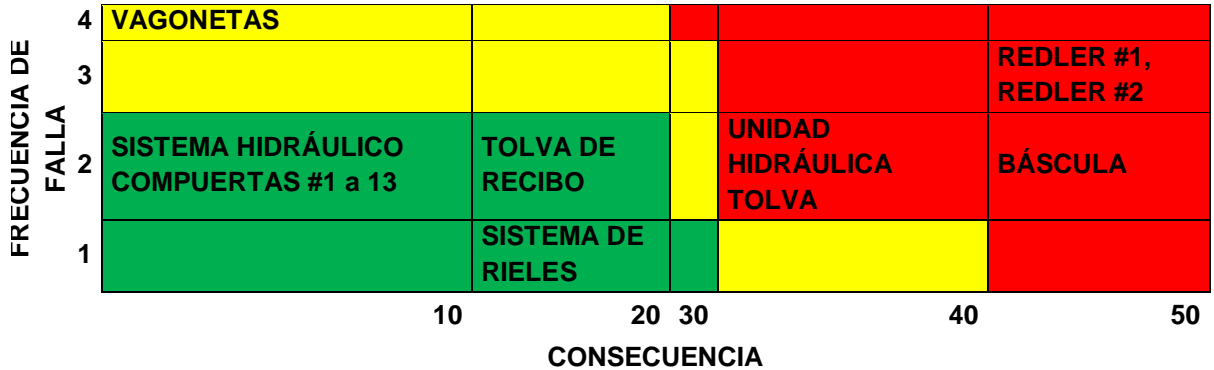 FRECUENCIA DE
FALLA
4
VAGONETAS
3
REDLER #1,
REDLER #2
2
SISTEMA HIDRÁULICO
COMPUERTAS #1 a 13
TOLVA DE
RECIBO
UNIDAD
HIDRÁULICA
TOLVA
BÁSCULA
1
SISTEMA DE
RIELES
10 20 30 40 50
CONSECUENCIA